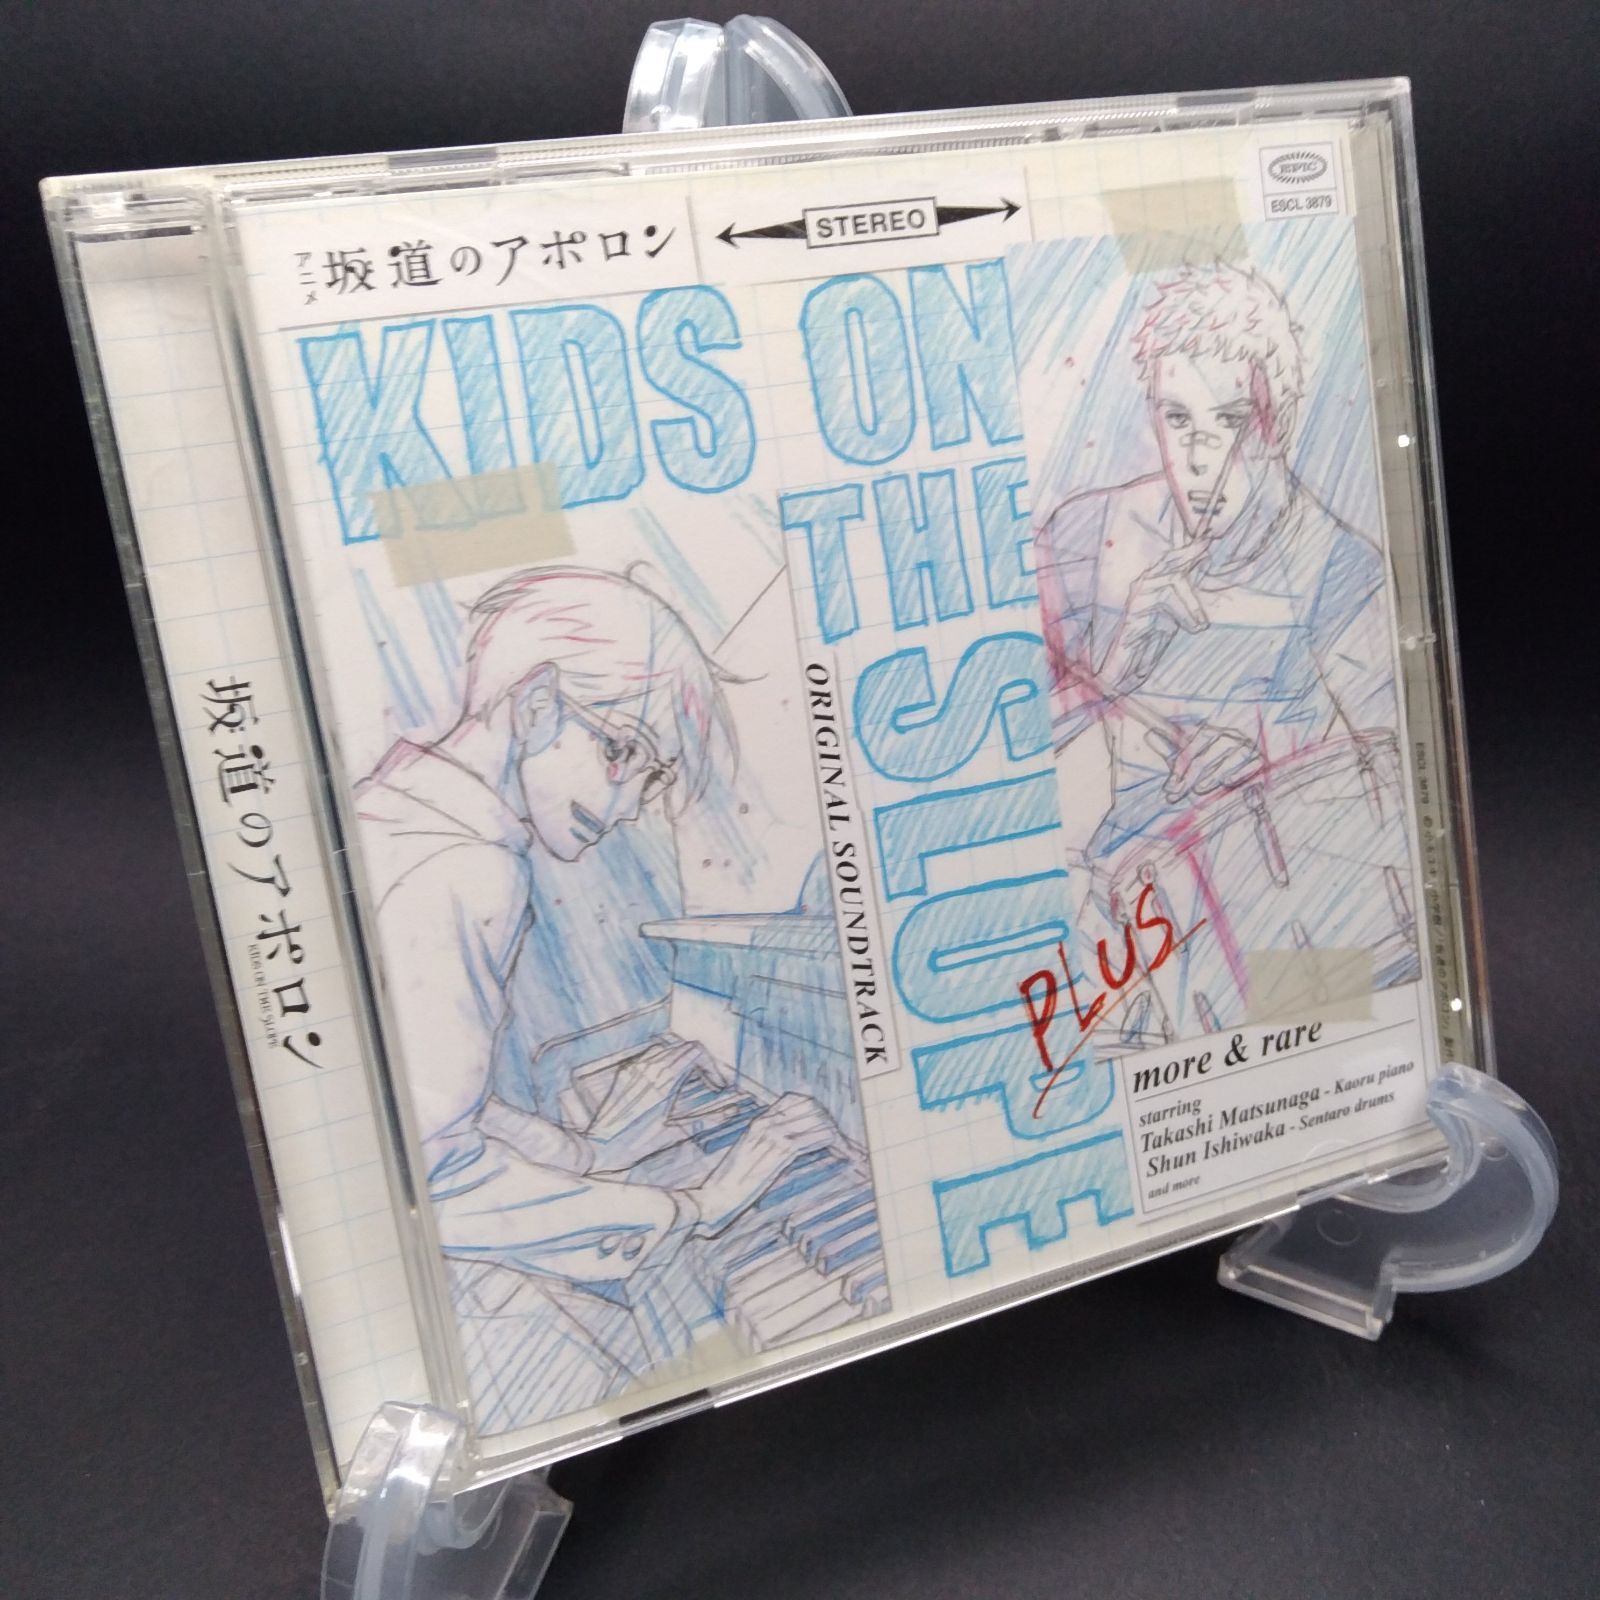 アニメ 坂道のアポロン
STEREO
EPIC
ESCL 3879
KIDS ON
THE
SLOPE
ORIGINAL SOUNDTRACK
PLUS
more & rare
starring
Takashi Matsunaga - Kaoru piano
Shun Ishiwaka - Sentaro drums
and more
坂道のアポロン
KIDS ON THE SLOPE
ESCL 3879